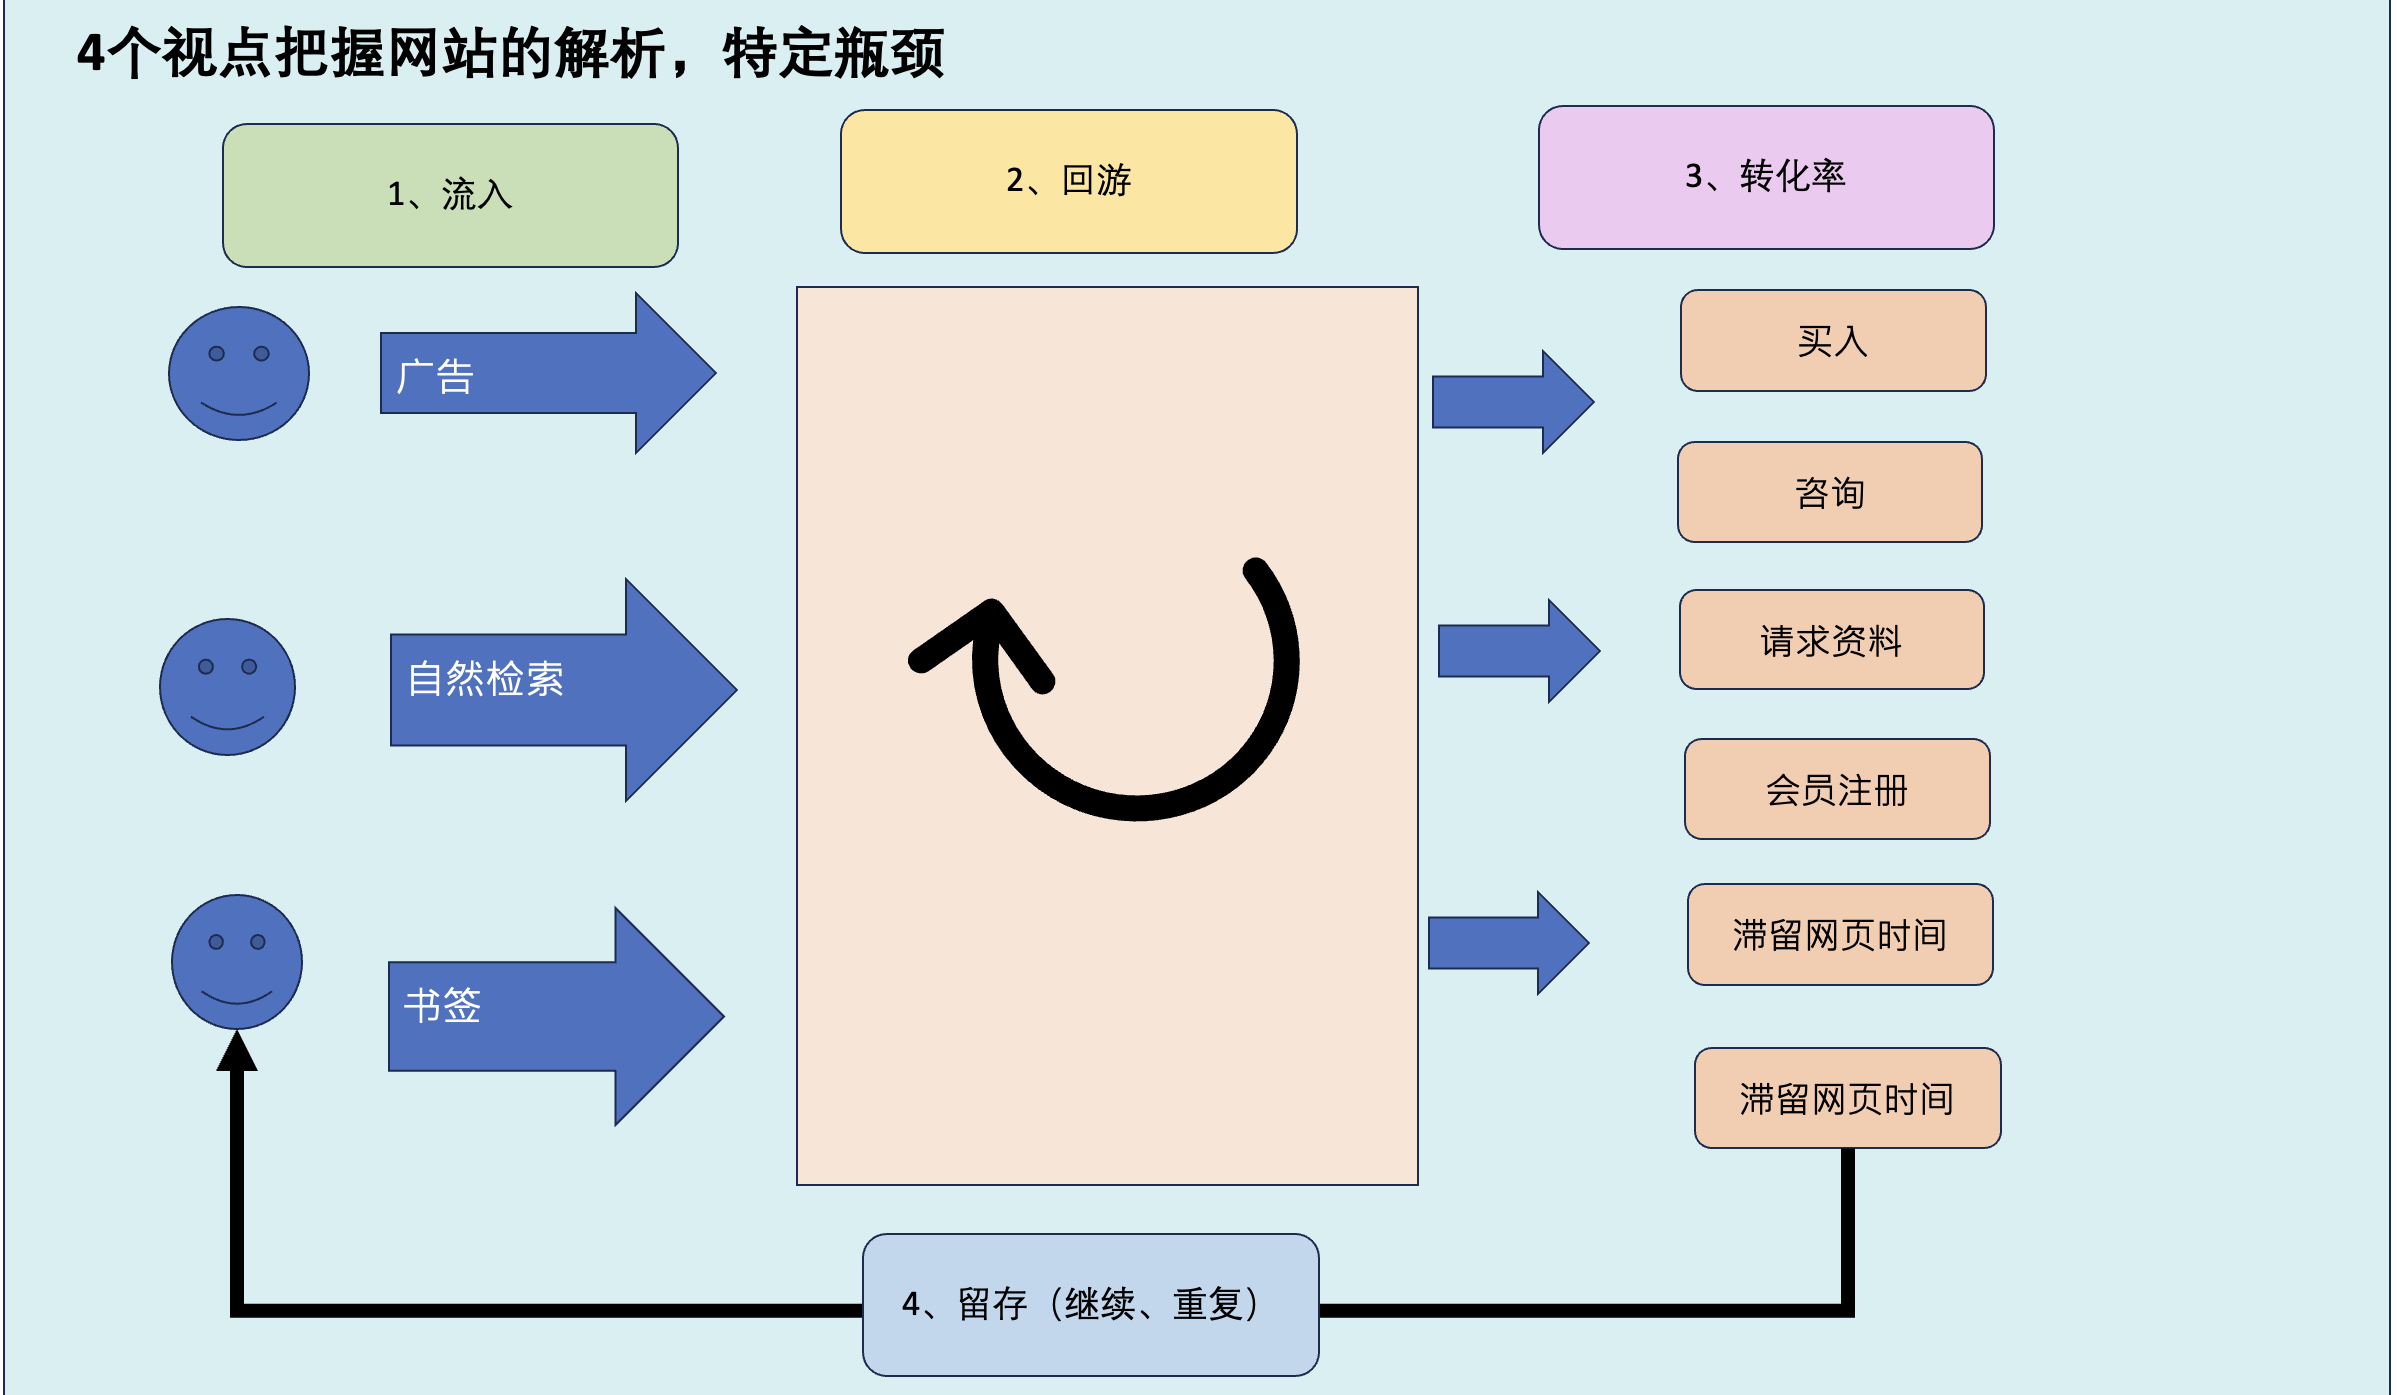 4个视点把握网站的解析，特定瓶颈
1、流入
2、回游
3、转化率
广告
自然检索
书签
买入
咨询
请求资料
会员注册
滞留网页时间
滞留网页时间
4、留存（继续、重复）